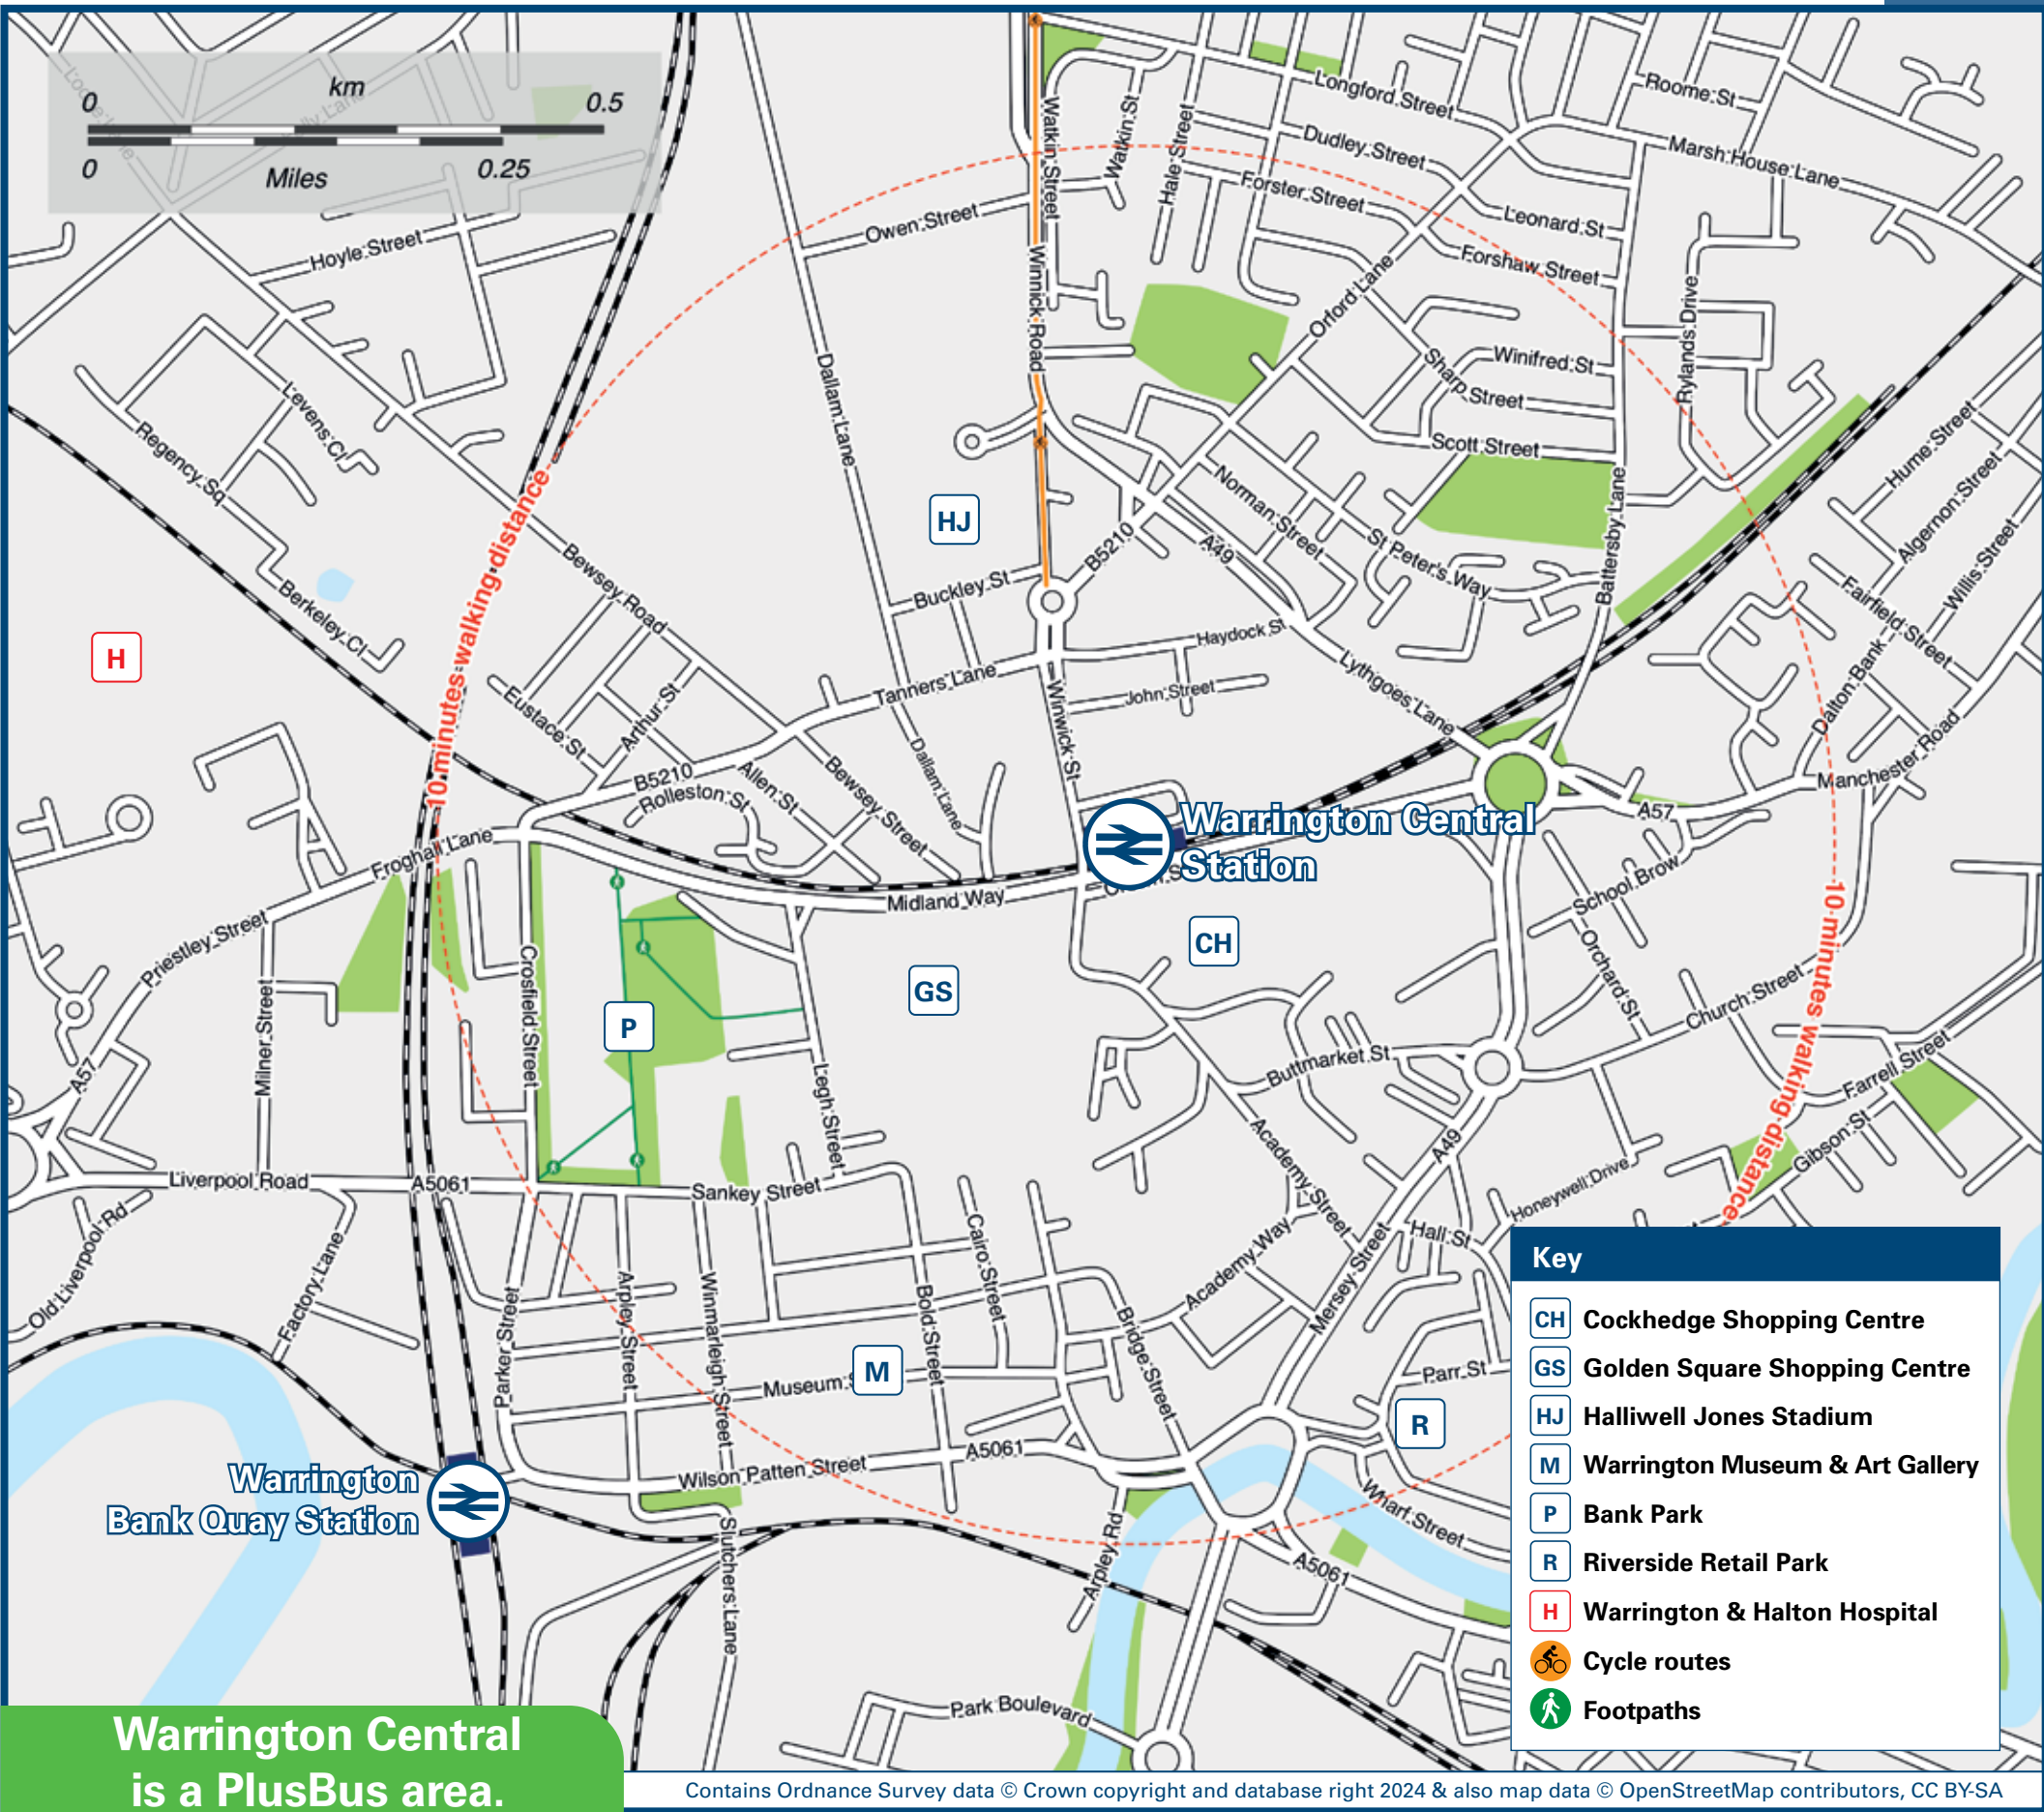 km
0 0.5
0 0.25
Miles
Hoyle Street
Levens Cl
Regency Sq
Berkeley Cl
Bewsey Road
Eustace St
Arthur St
Owen Street
Dallam Lane
Watkin Street
Watkin St
Hale Street
Winwick Road
Longford Street
Dudley Street
Forster Street
Roome St
Marsh House Lane
Leonard St
Forshaw Street
Orford Lane
Rylands Drive
Winifred St
Sharp Street
Scott Street
Norman Street
St Peter's Way
Battersby Lane
Hume Street
Algernon Street
Willis Street
Fairfield Street
Dalton Bank
Manchester Road
HJ
H
B5210
A49
Buckley St
Haydock St
Tanners Lane
John Street
Winwick St
Lythgoes Lane
10 minutes walking distance
B5210
Rolleston St
Allen St
Bewsey Street
Dallam Lane
Froghall Lane
Midland Way
Warrington Central
Station
A57
School Brow
Orchard St
Church Street
10 minutes walking distance
CH
GS
P
Priestley Street
Milner Street
Crosfield Street
Legh Street
A57
Buttermarket St
Farrell Street
Gibson St
Academy Street
A49
Honeywell Drive
Liverpool Road
A5061
Sankey Street
Old Liverpool Rd
Factory Lane
Parker Street
Arpley Street
Winmarleigh Street
Cairo Street
Bold Street
Academy Way
Mersey Street
Hall St
Bridge Street
Museum
M
Parr St
R
Wilson Patten Street
A5061
Wharf Street
Warrington
Bank Quay Station
Slutchers Lane
Arpley Rd
A5061
Park Boulevard
Key
CH Cockhedge Shopping Centre
GS Golden Square Shopping Centre
HJ Halliwell Jones Stadium
M Warrington Museum & Art Gallery
P Bank Park
R Riverside Retail Park
H Warrington & Halton Hospital
Cycle routes
Footpaths
Warrington Central
is a PlusBus area.
Contains Ordnance Survey data © Crown copyright and database right 2024 & also map data © OpenStreetMap contributors, CC BY-SA